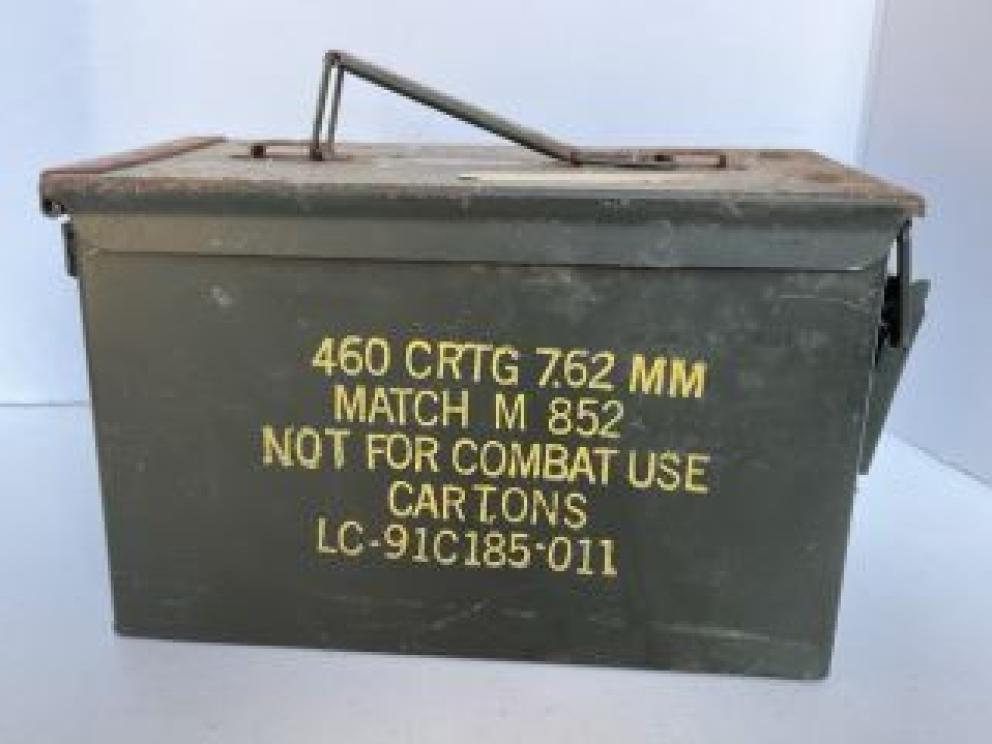 460 CRTG 7.62 MM
MATCH M 852
NOT FOR COMBAT USE
CARTONS
LC-91C185-011